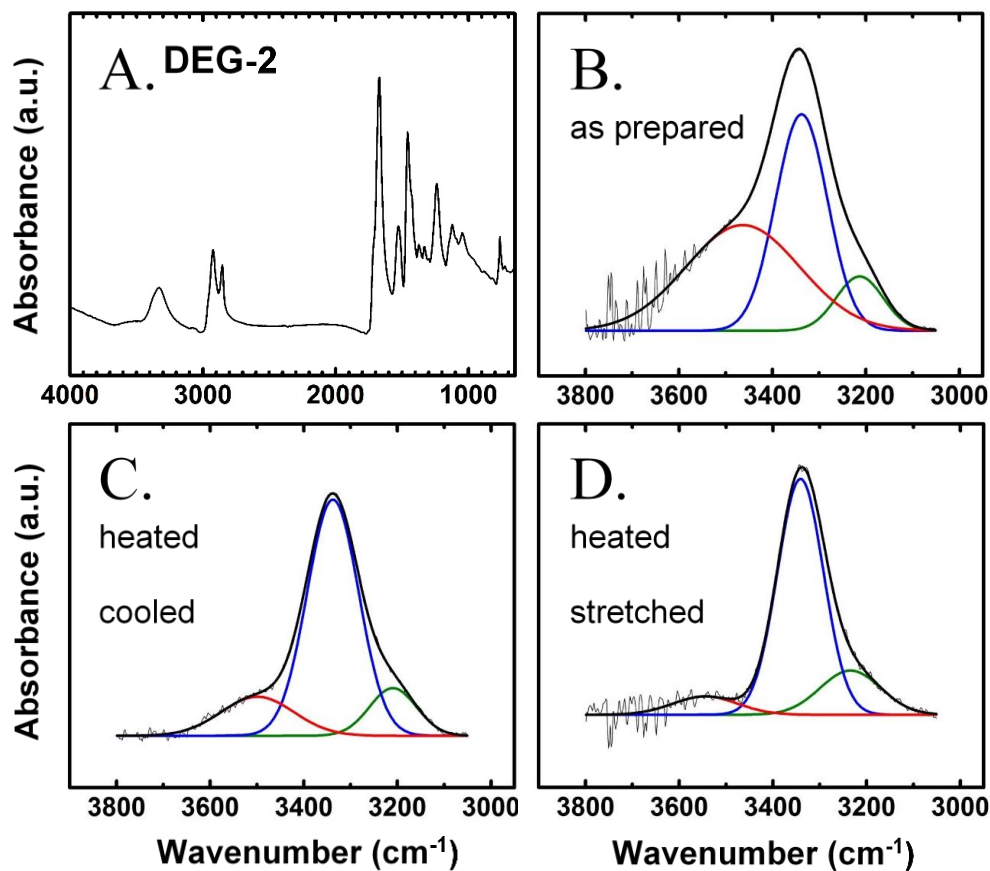 A. DEG-2
Absorbance (a.u.)
4000 3000 2000 1000
B.
as prepared
3800 3600 3400 3200 3000
C.
heated
cooled
Absorbance (a.u.)
3800 3600 3400 3200 3000
Wavenumber (cm-1)
D.
heated
stretched
3800 3600 3400 3200 3000
Wavenumber (cm-1)